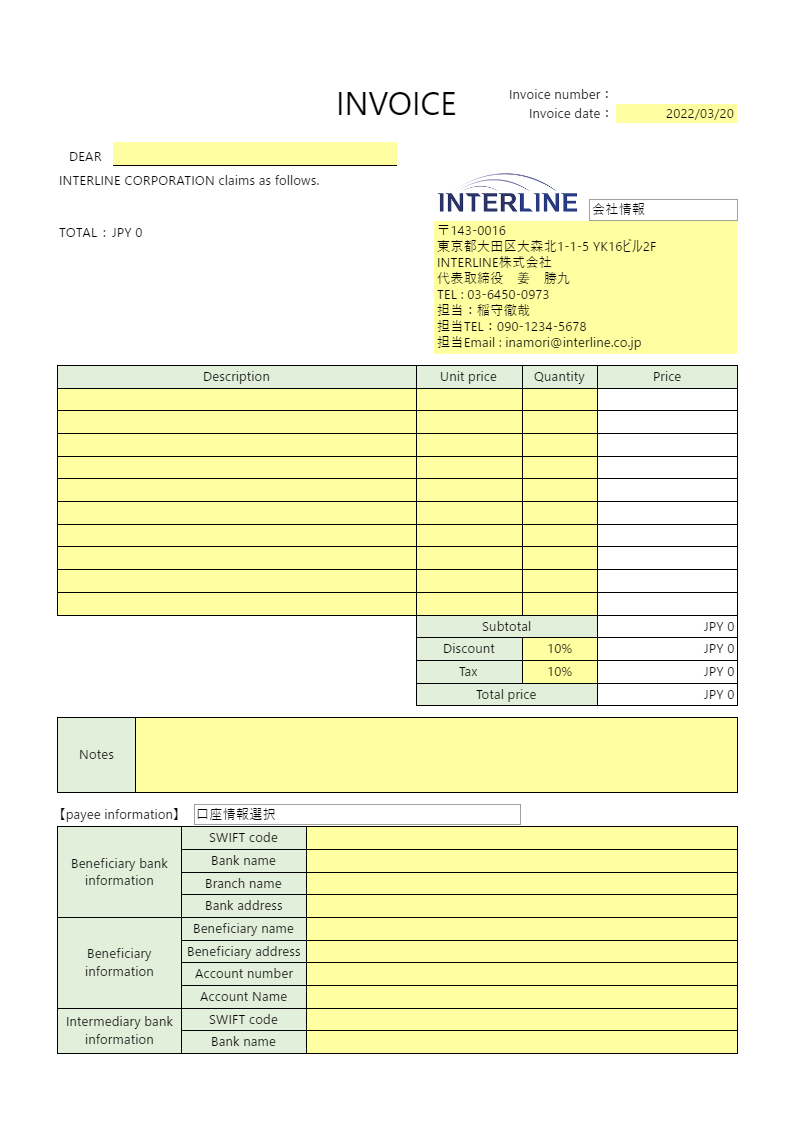 INVOICE
Invoice number：
Invoice date： 2022/03/20
DEAR
INTERLINE CORPORATION claims as follows.
INTERLINE
会社情報
TOTAL：JPY 0
〒143-0016
東京都大田区大森北1-1-5 YK16ビル2F
INTERLINE株式会社
代表取締役　姜　勝九
TEL : 03-6450-0973
担当：稲守徹哉
担当TEL：090-1234-5678
担当Email : inamori@interline.co.jp
Description Unit price Quantity Price
Subtotal JPY 0
Discount 10% JPY 0
Tax 10% JPY 0
Total price JPY 0
Notes
【payee information】 口座情報選択
Beneficiary bank information
SWIFT code
Bank name
Branch name
Bank address
Beneficiary information
Beneficiary name
Beneficiary address
Account number
Account Name
Intermediary bank information
SWIFT code
Bank name